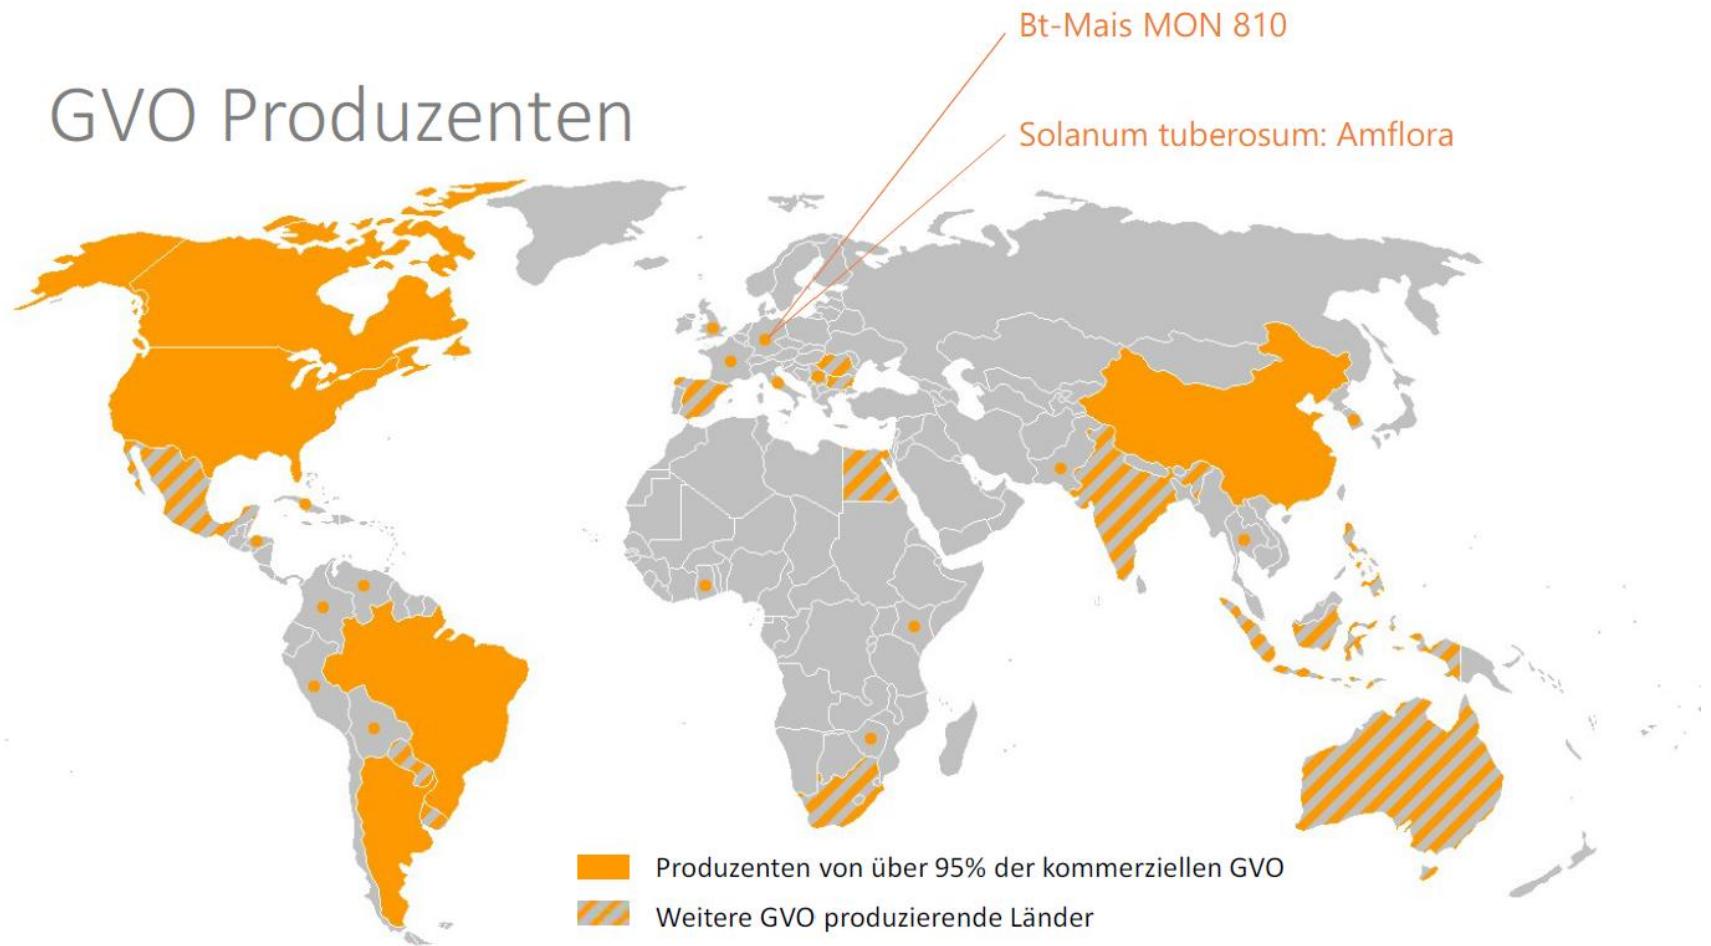 Bt-Mais MON 810
GVO Produzenten
Solanum tuberosum: Amflora
Produzenten von über 95% der kommerziellen GVO
Weitere GVO produzierende Länder